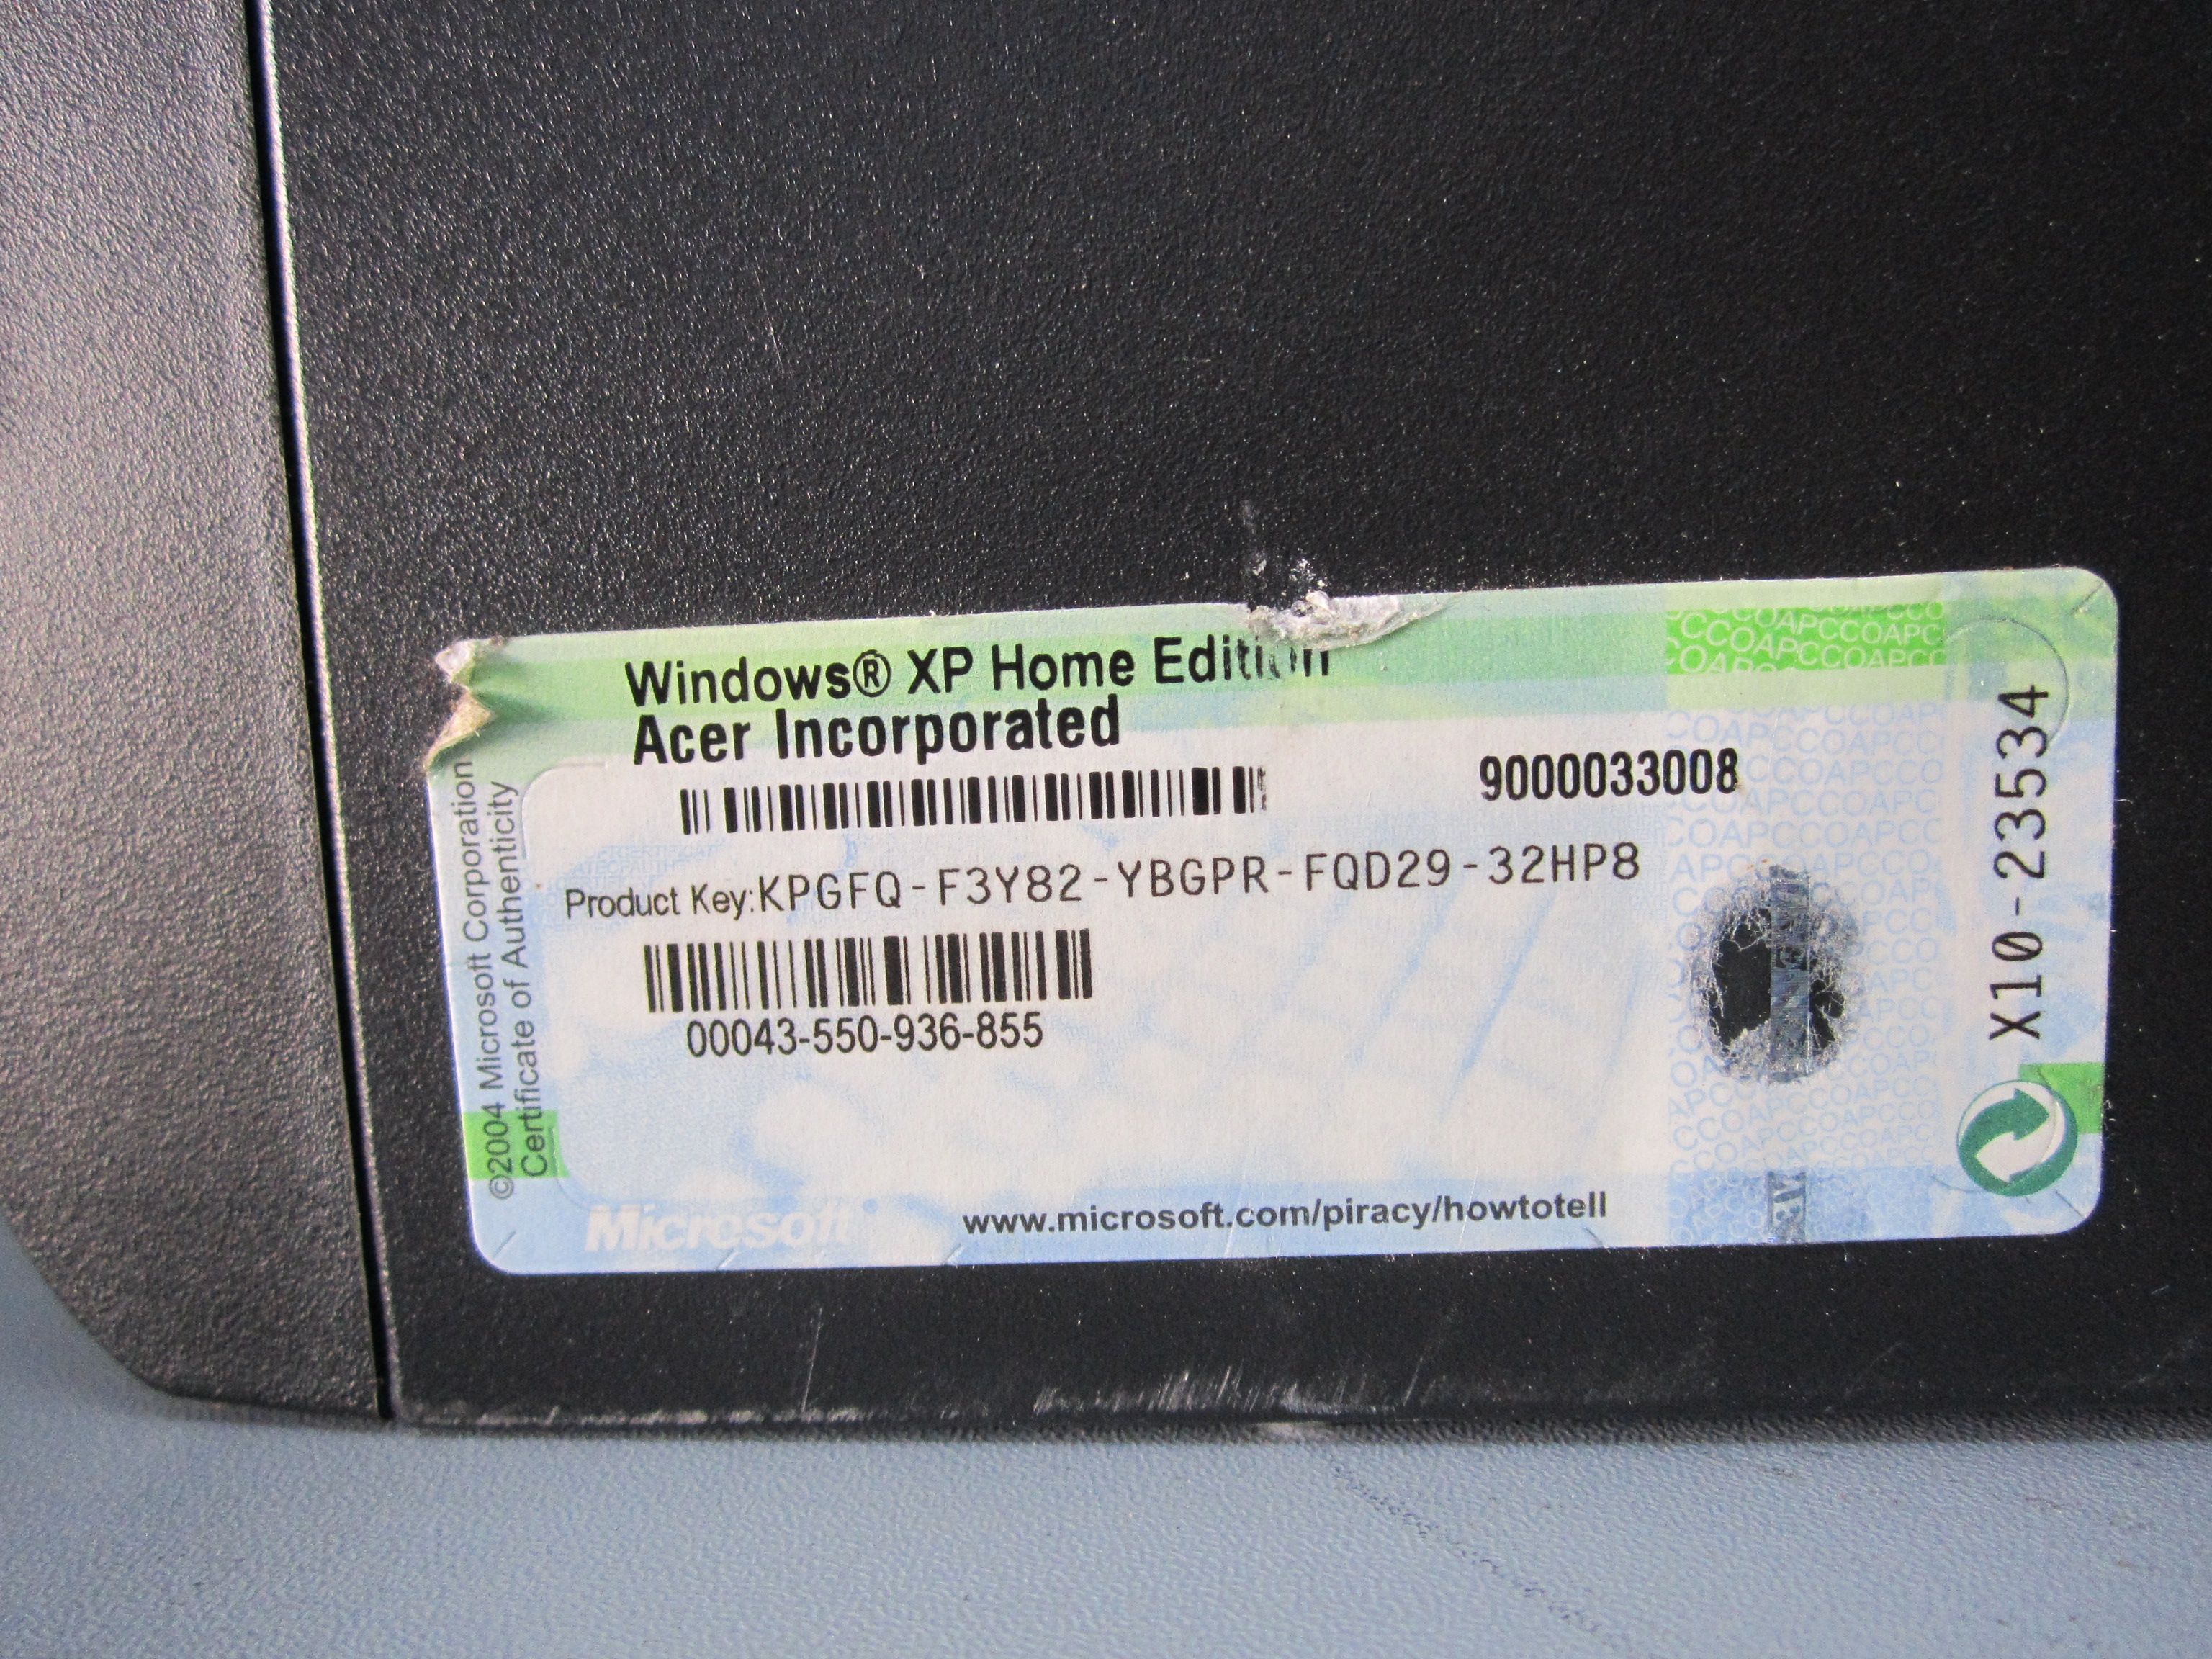 Windows® XP Home Edition
Acer Incorporated
9000033008
Product Key:KPGFQ-F3Y82-YBGPR-FQD29-32HP8
00043-550-936-855
Microsoft
www.microsoft.com/piracy/howtotell
©2004 Microsoft Corporation
Certificate of Authenticity
X10-23534